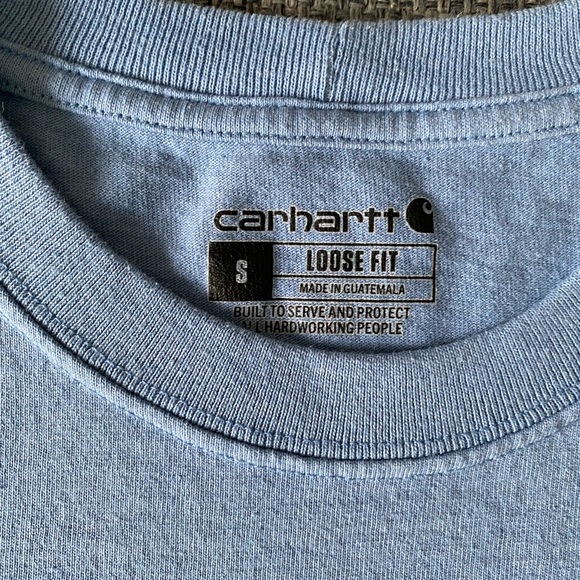 carhartt
S
LOOSE FIT
MADE IN GUATEMALA
BUILT TO SERVE AND PROTECT
HARDWORKING PEOPLE